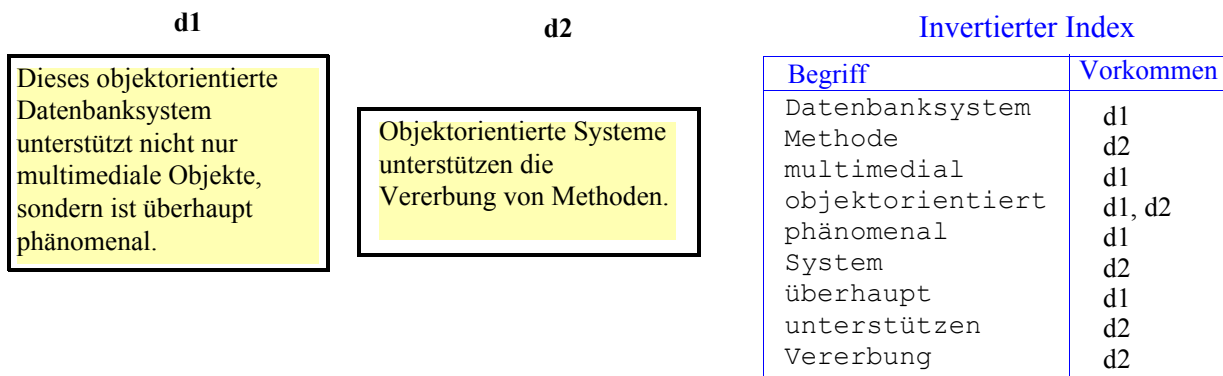 d1
Dieses objektorientierte
Datenbanksystem
unterstützt nicht nur
multimediale Objekte,
sondern ist überhaupt
phänomenal.
d2
Objektorientierte Systeme
unterstützen die
Vererbung von Methoden.
Invertierter Index
Begriff Vorkommen
Datenbanksystem d1
Methode d2
multimedial d1
objektorientiert d1, d2
phänomenal d1
System d2
überhaupt d1
unterstützen d2
Vererbung d2